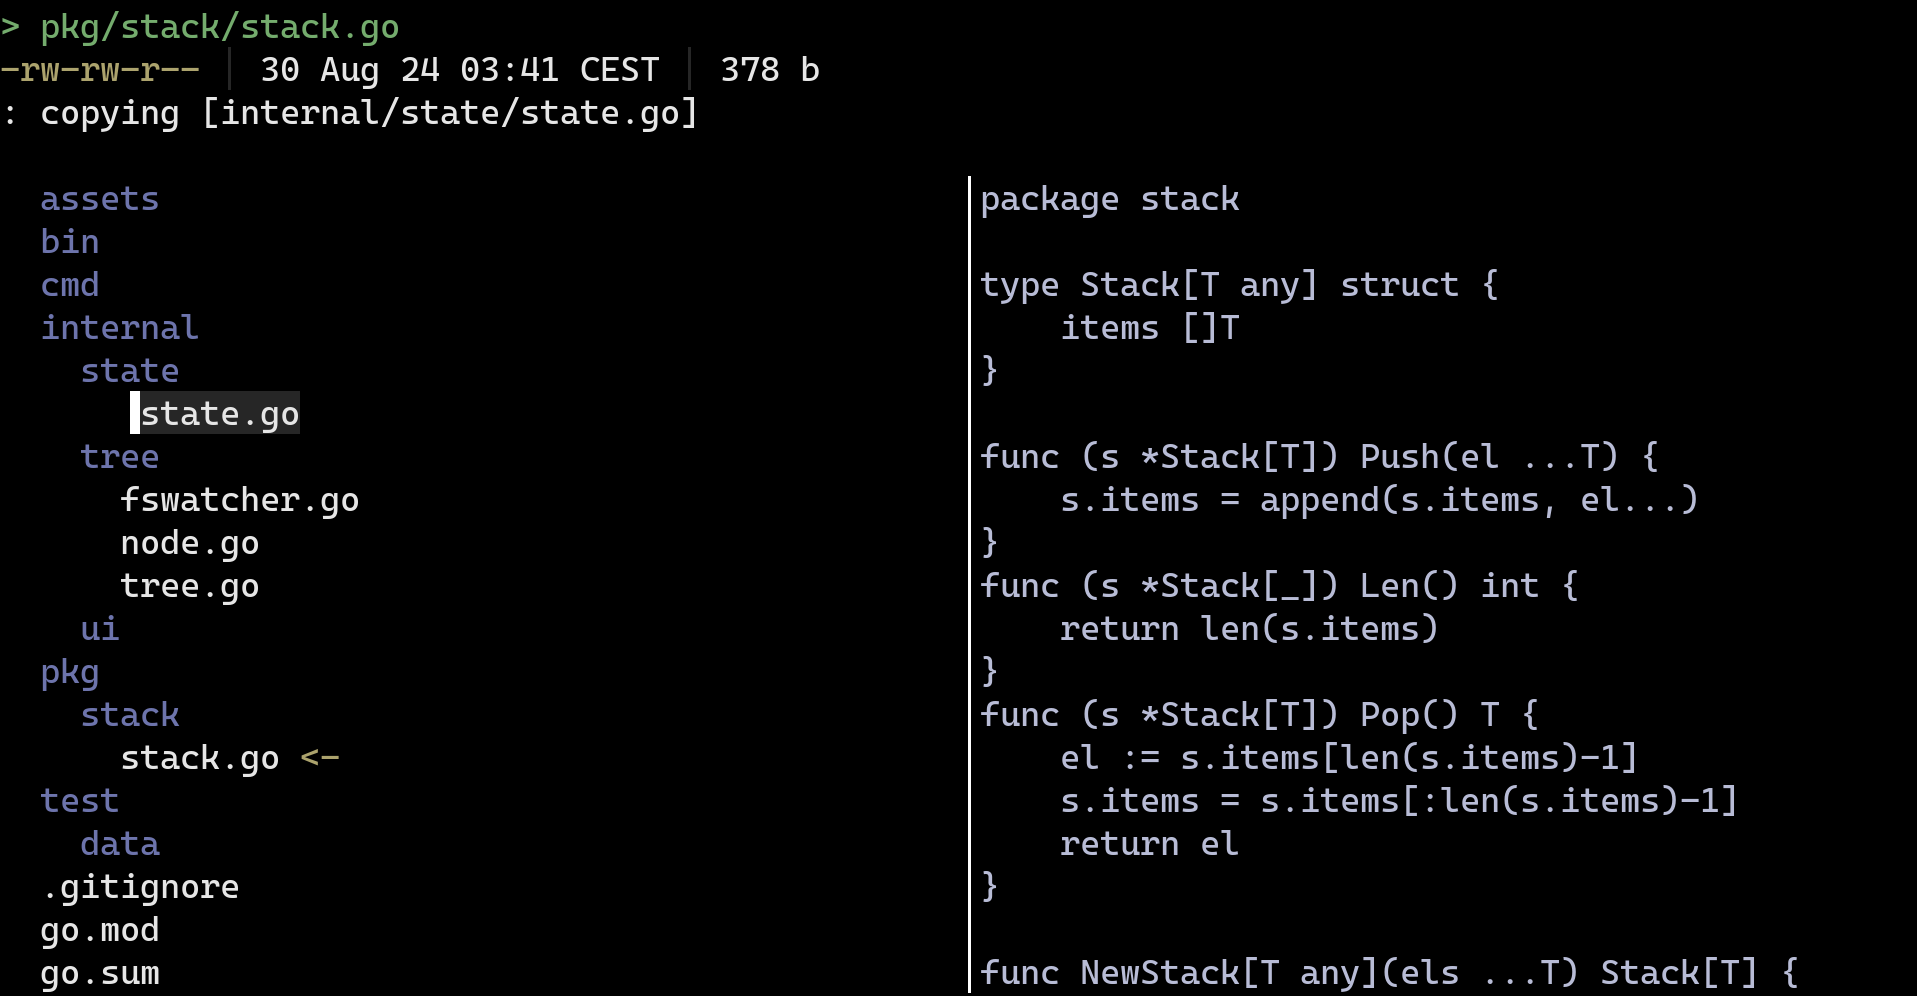 > pkg/stack/stack.go
-rw-rw-r-- │ 30 Aug 24 03:41 CEST │ 378 b
: copying [internal/state/state.go]
assets
bin
cmd
internal
state
state.go
tree
fswatcher.go
node.go
tree.go
ui
pkg
stack
stack.go <-
test
data
.gitignore
go.mod
go.sum
package stack
type Stack[T any] struct {
items []T
}
func (s *Stack[T]) Push(el ...T) {
s.items = append(s.items, el...)
}
func (s *Stack[_]) Len() int {
return len(s.items)
}
func (s *Stack[T]) Pop() T {
el := s.items[len(s.items)-1]
s.items = s.items[:len(s.items)-1]
return el
}
func NewStack[T any](els ...T) Stack[T] {